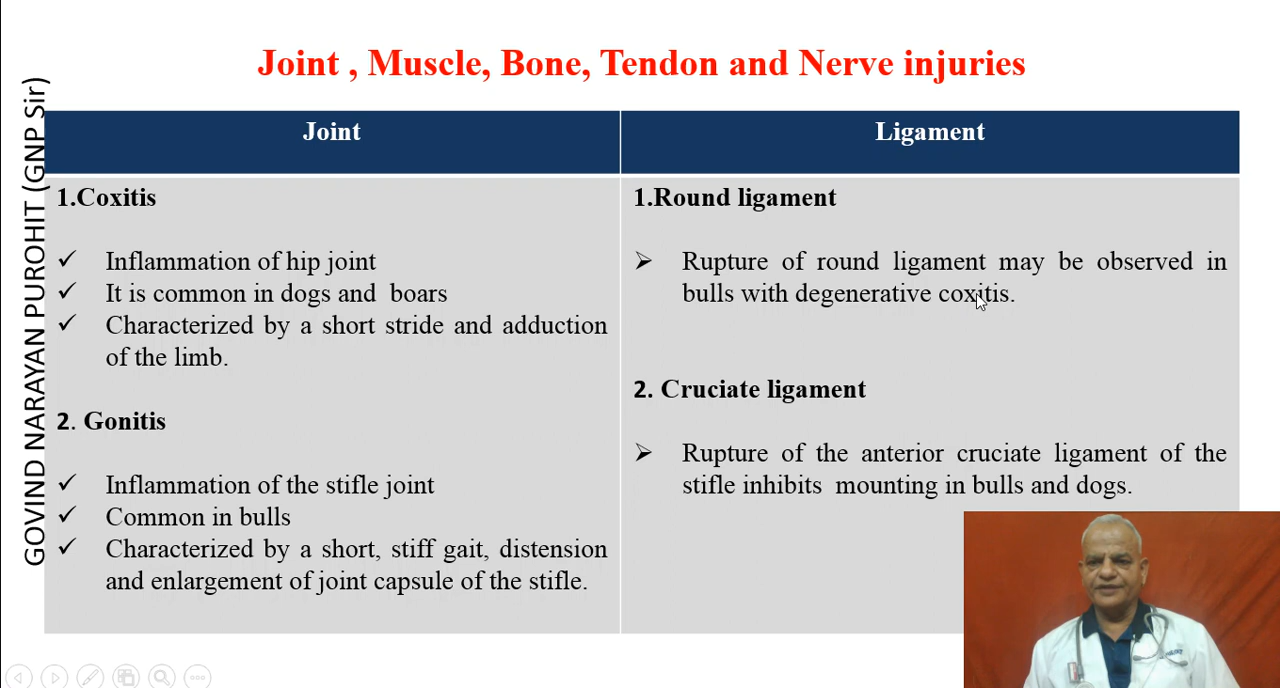 Joint , Muscle, Bone, Tendon and Nerve injuries
GOVIND NARAYAN PUROHIT (GNP Sir)
Joint
1.Coxitis
✓ Inflammation of hip joint
✓ It is common in dogs and boars
✓ Characterized by a short stride and adduction
of the limb.
2. Gonitis
✓ Inflammation of the stifle joint
✓ Common in bulls
✓ Characterized by a short, stiff gait, distension
and enlargement of joint capsule of the stifle.
Ligament
1.Round ligament
➢ Rupture of round ligament may be observed in
bulls with degenerative coxitis.
2. Cruciate ligament
➢ Rupture of the anterior cruciate ligament of the
stifle inhibits mounting in bulls and dogs.